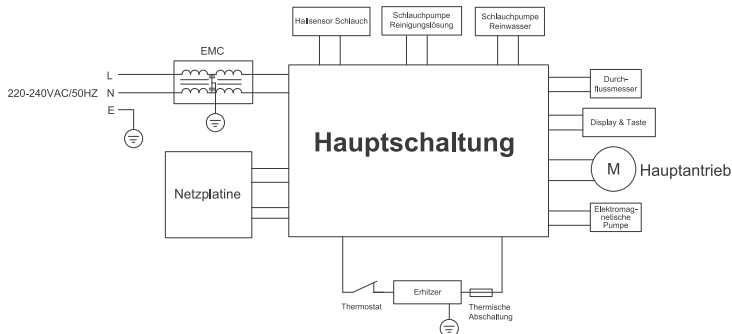 Hallsensor Schlauch
Schlauchpumpe
Reinigungslösung
Schlauchpumpe
Reinwasser
EMC
L
220-240VAC/50HZ N
E
Hauptschaltung
Durch-
flussmesser
Display & Taste
M Hauptantrieb
Netzplatine
Elektromag-
netische
Pumpe
Thermostat
Erhitzer
Thermische
Abschaltung